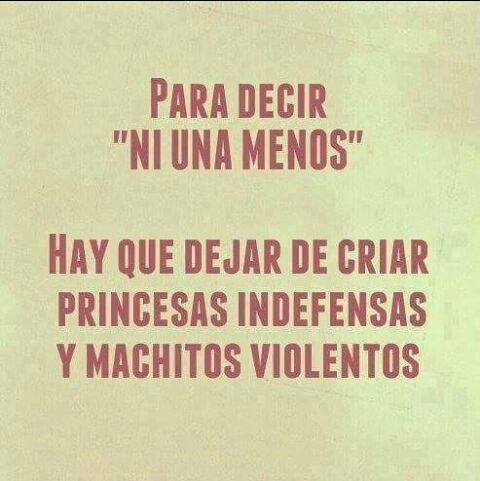 PARA DECIR
"NI UNA MENOS"
HAY QUE DEJAR DE CRIAR
PRINCESAS INDEFENSAS
Y MACHITOS VIOLENTOS